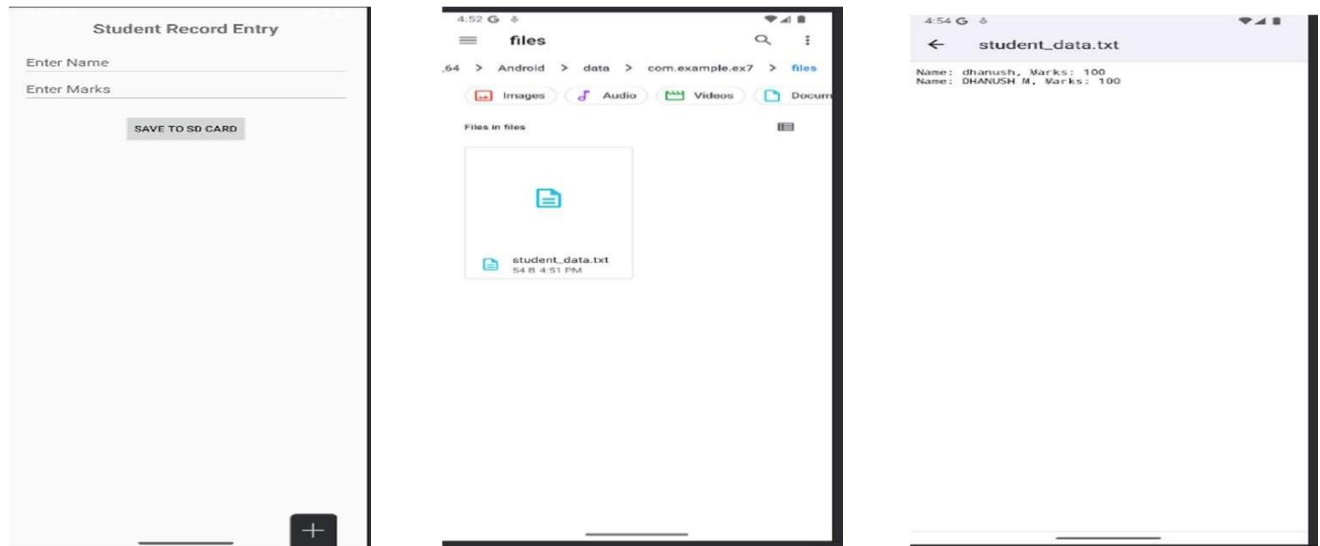 Student Record Entry
Enter Name
Enter Marks
SAVE TO SD CARD
4:52 G
files
,64 > Android > data > com.example.ex7 > files
Images
Audio
Videos
Docum
Files in files
student_data.txt
54 B 4:51 PM
4:54 G
student_data.txt
Name: dhanush, Marks: 100
Name: DHANUSH M, Marks: 100